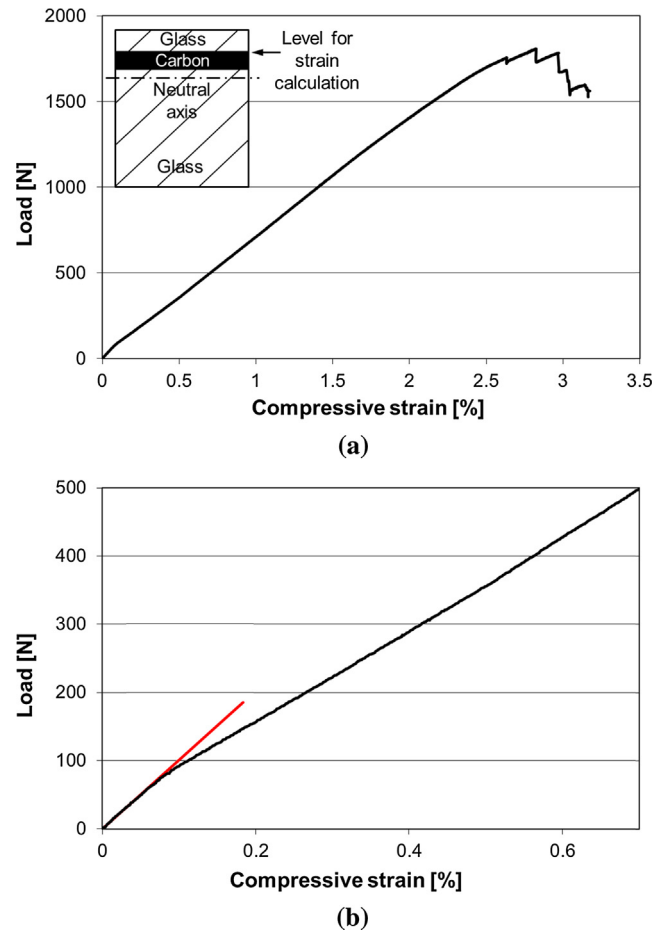 2000
1500
1000
500
0
Load [N]
Glass
Carbon
Neutral
axis
Glass
Level for
strain
calculation
0 0.5 1 1.5 2 2.5 3 3.5
Compressive strain [%]
(a)
500
400
300
200
100
0
Load [N]
0 0.2 0.4 0.6
Compressive strain [%]
(b)